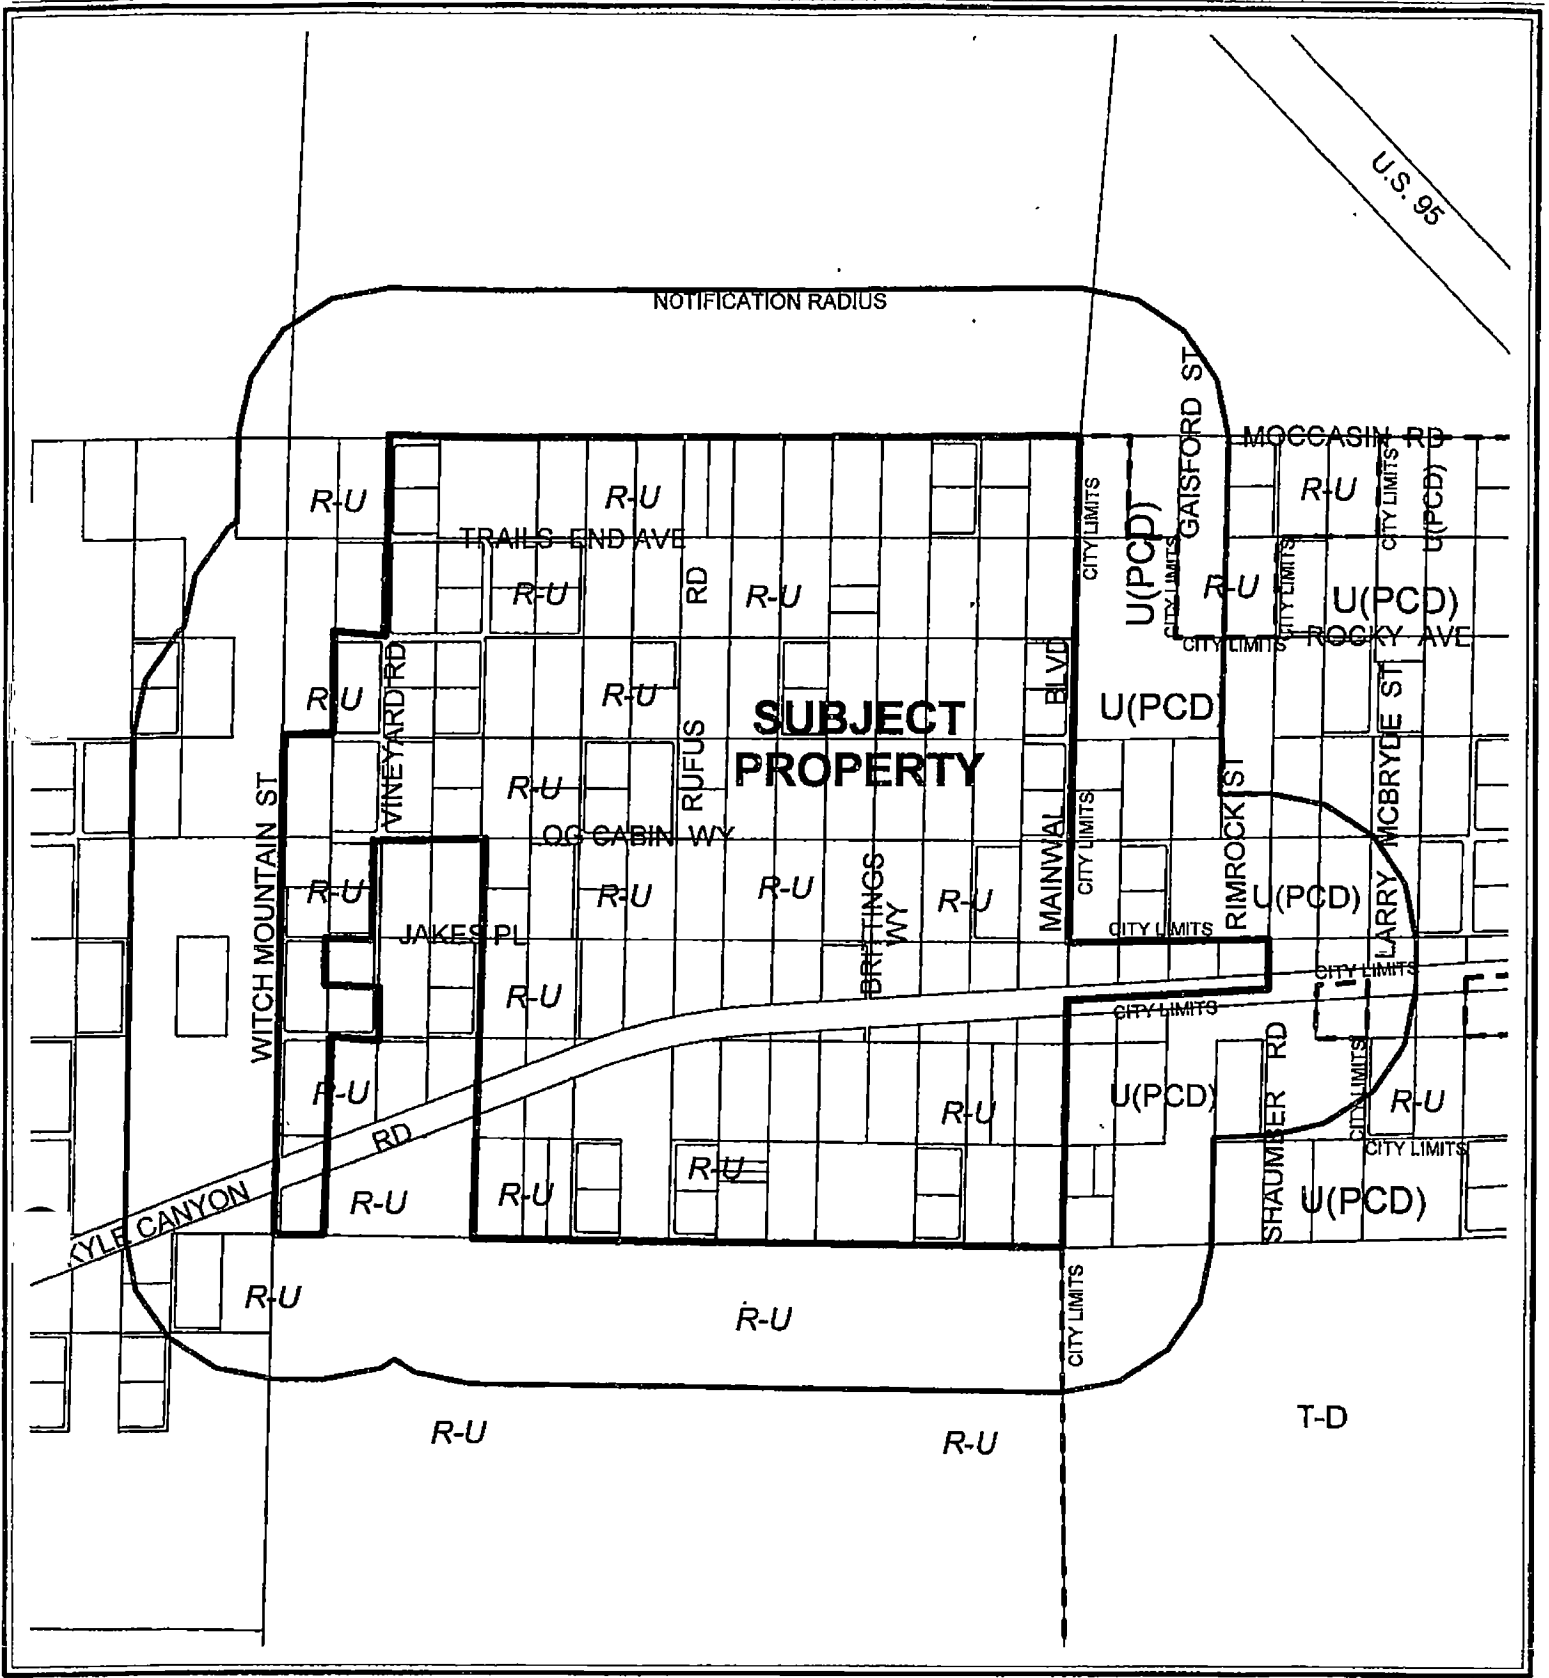 U.S. 95
NOTIFICATION RADIUS
GAISFORD ST
MOCCASIN RD
R-U
R-U
CITY LIMITS
U(PCD)
R-U
CITY LIMITS
U(PCD)
TRAILS END AVE
R-U
RD
R-U
CITY LIMITS
R-U
CITY LIMITS
U(PCD)
CITY LIMITS
ROCKY AVE
R-U
VINEYARD RD
R-U
SUBJECT
PROPERTY
BLVD
U(PCD)
R-U
RUFUS
WITCH MOUNTAIN ST
OG CABIN WY
MAINWAL
CITY LIMITS
RIMROCK ST
LARRY MCBRYDE ST
R-U
R-U
R-U
BRITTINGS
WY
R-U
U(PCD)
JAKES PL
CITY LIMITS
R-U
CITY LIMITS
CITY LIMITS
R-U
R-U
U(PCD)
SHAUMBER RD
CITY LIMITS
R-U
KYLE CANYON RD
R-U
R-U
R-U
CITY LIMITS
U(PCD)
R-U
R-U
CITY LIMITS
R-U
R-U
T-D